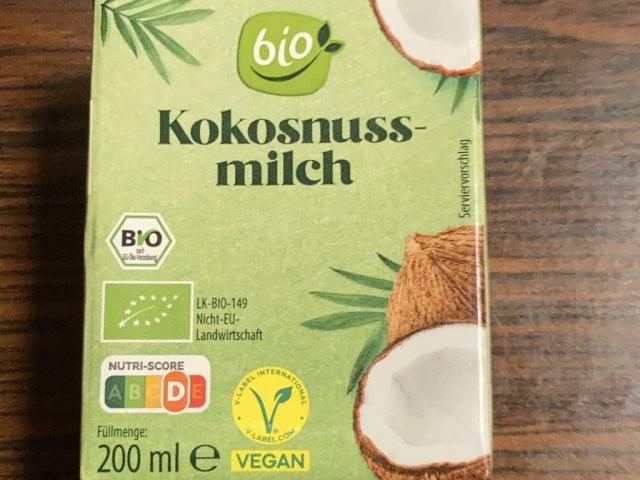 bio
Kokosnuss-
milch
Serviervorschlag
BIO
nach
EG-Öko-Verordnung
LK-BIO-149
Nicht-EU-
Landwirtschaft
NUTRI-SCORE
A B C D E
V-LABEL INTERNATIONAL
V-LABEL.COM
VEGAN
Füllmenge:
200 ml e